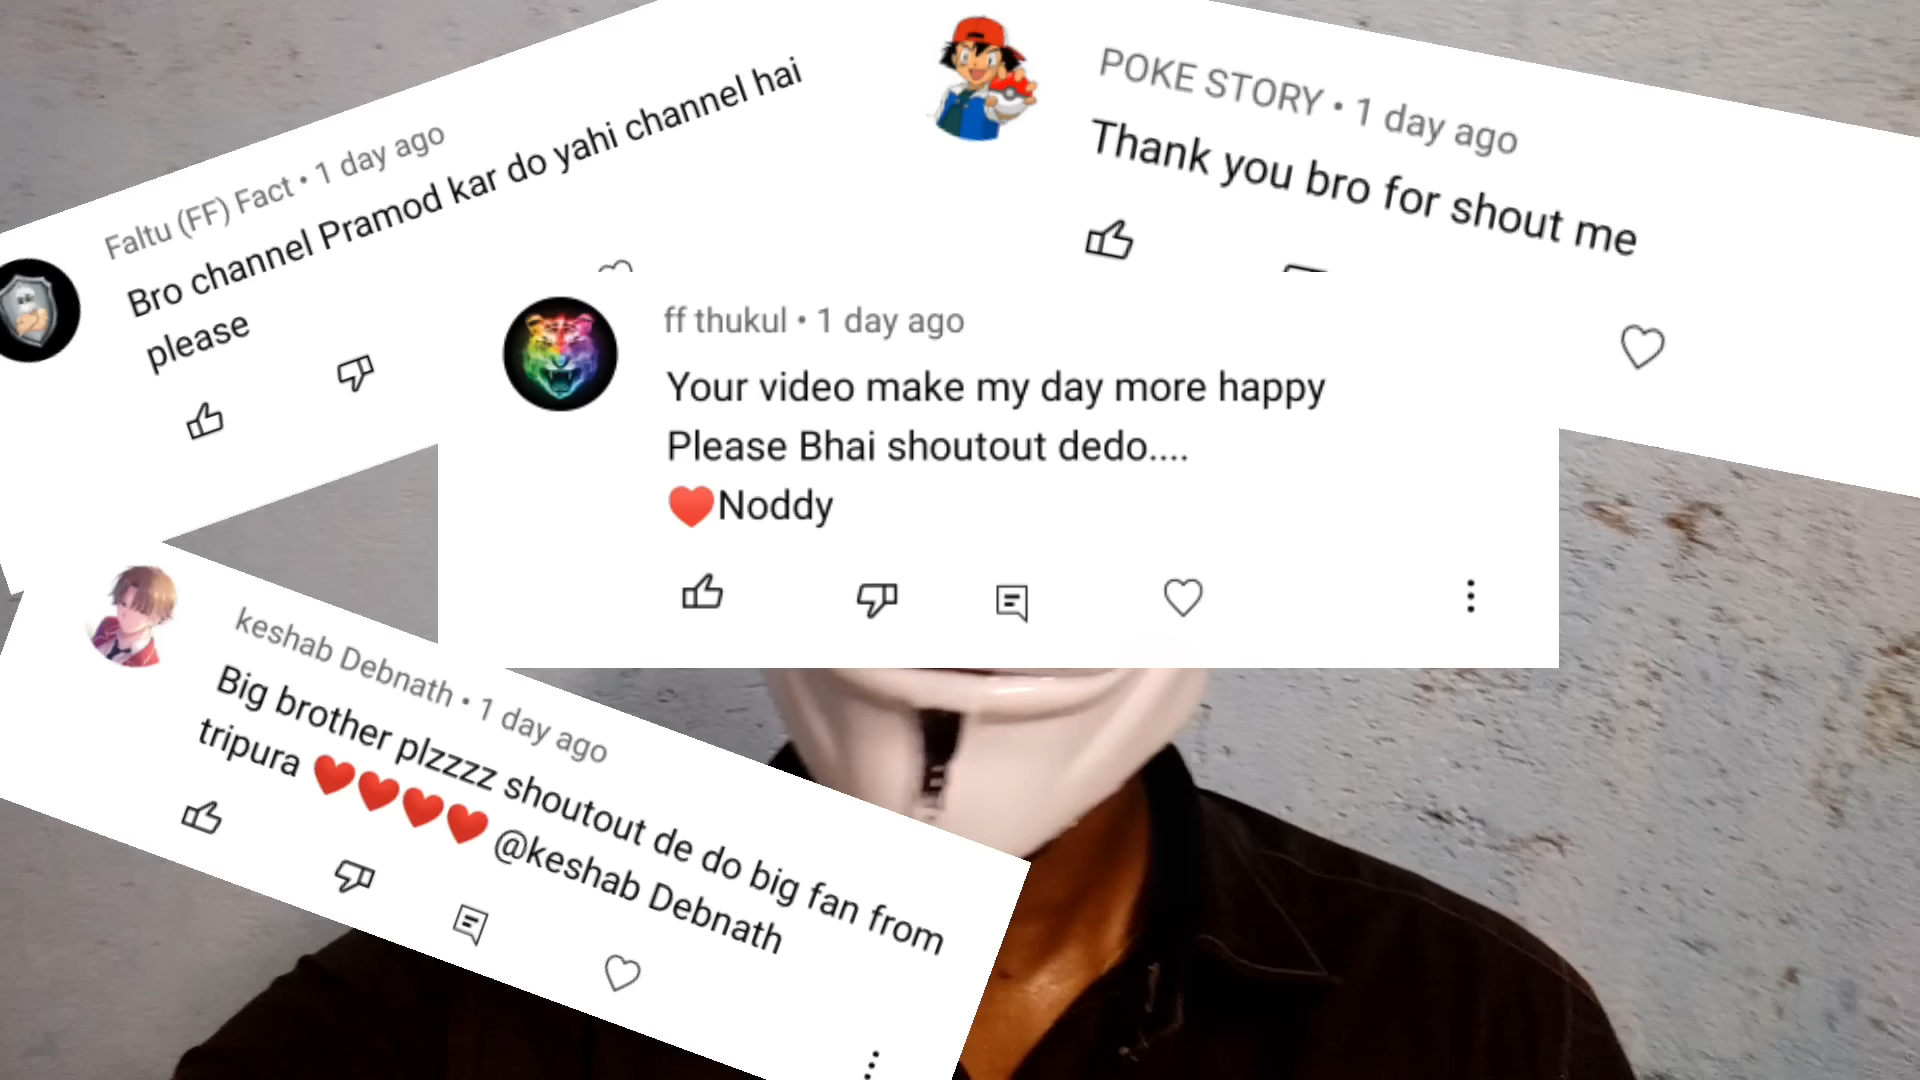 Faltu (FF) Fact • 1 day ago
Bro channel Pramod kar do yahi channel hai
please
POKE STORY • 1 day ago
Thank you bro for shout me
ff thukul • 1 day ago
Your video make my day more happy
Please Bhai shoutout dedo....
❤️Noddy
keshab Debnath • 1 day ago
Big brother plzzzz shoutout de do big fan from
tripura ❤️❤️❤️❤️ @keshab Debnath